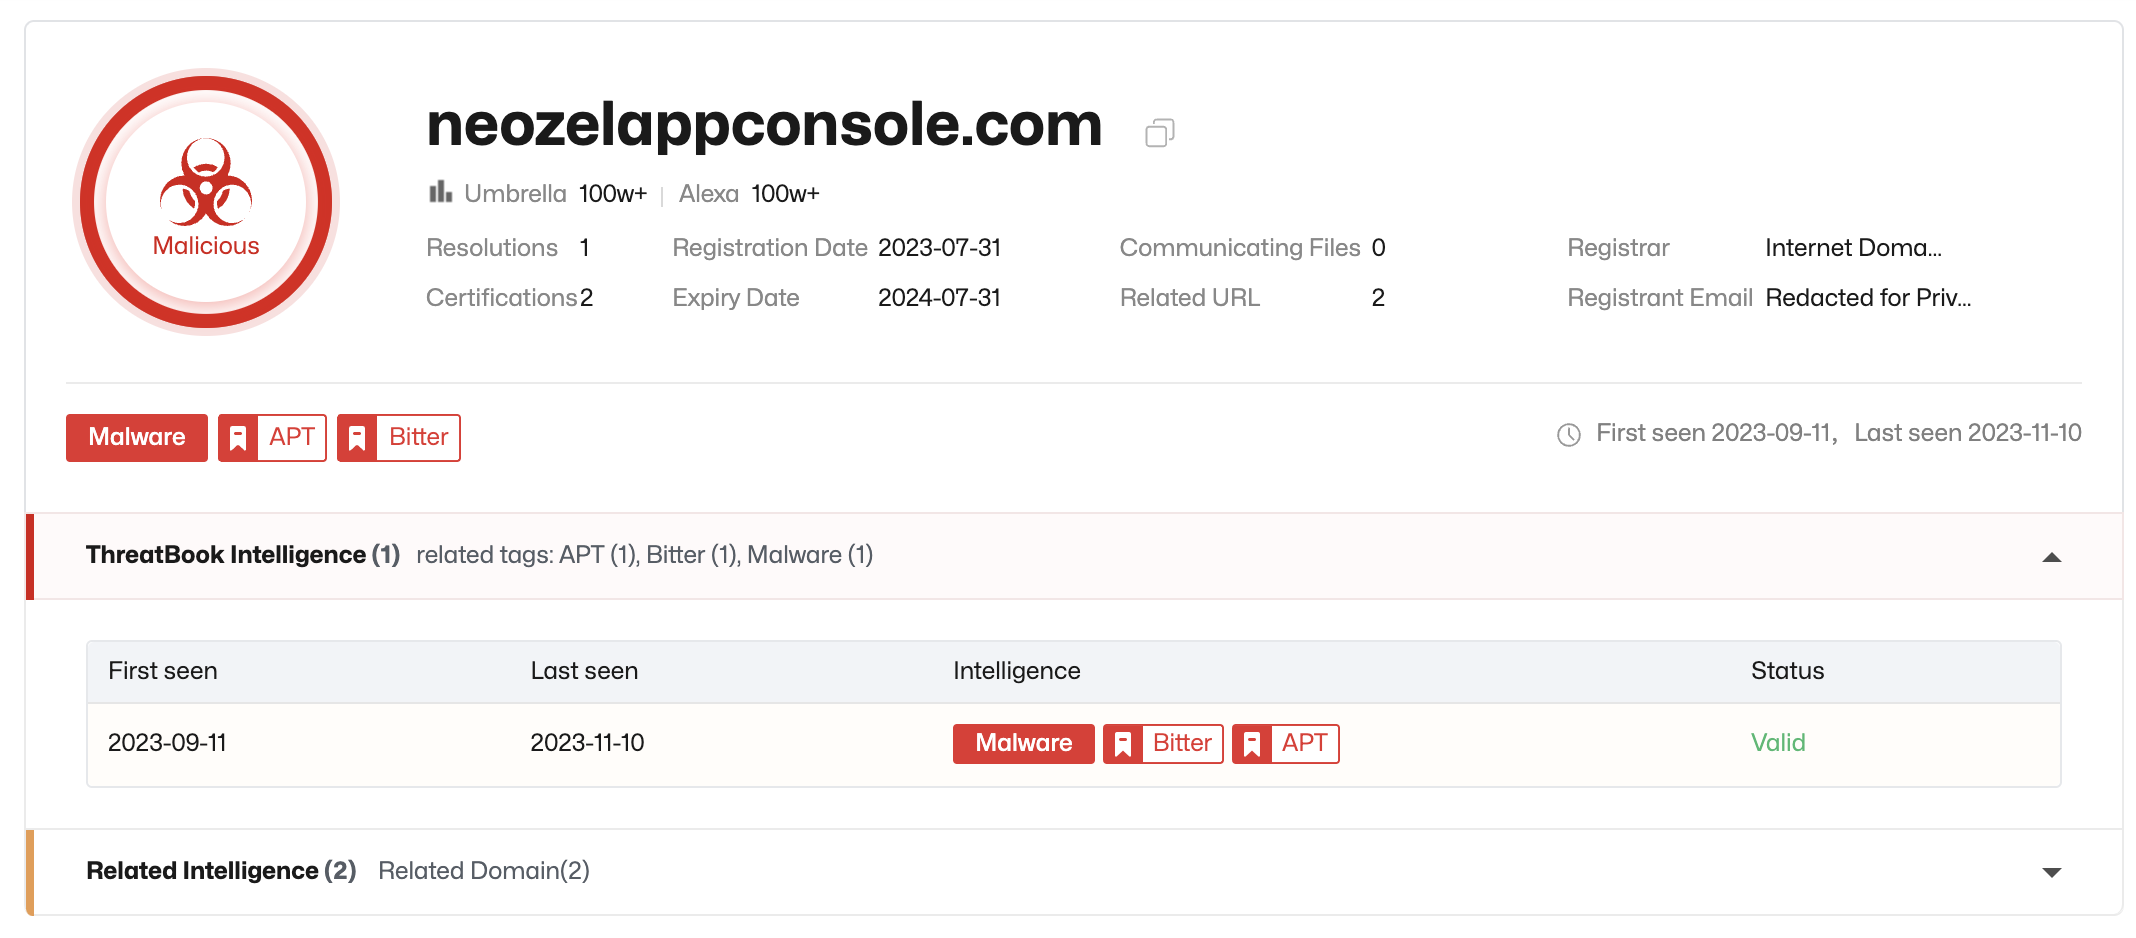 Malicious
neozelappconsole.com
Umbrella 100w+ | Alexa 100w+
Resolutions 1 Registration Date 2023-07-31 Communicating Files 0 Registrar Internet Doma...
Certifications 2 Expiry Date 2024-07-31 Related URL 2 Registrant Email Redacted for Priv...
Malware APT Bitter First seen 2023-09-11, Last seen 2023-11-10
ThreatBook Intelligence (1) related tags: APT (1), Bitter (1), Malware (1)
First seen Last seen Intelligence Status
2023-09-11 2023-11-10 Malware Bitter APT Valid
Related Intelligence (2) Related Domain(2)